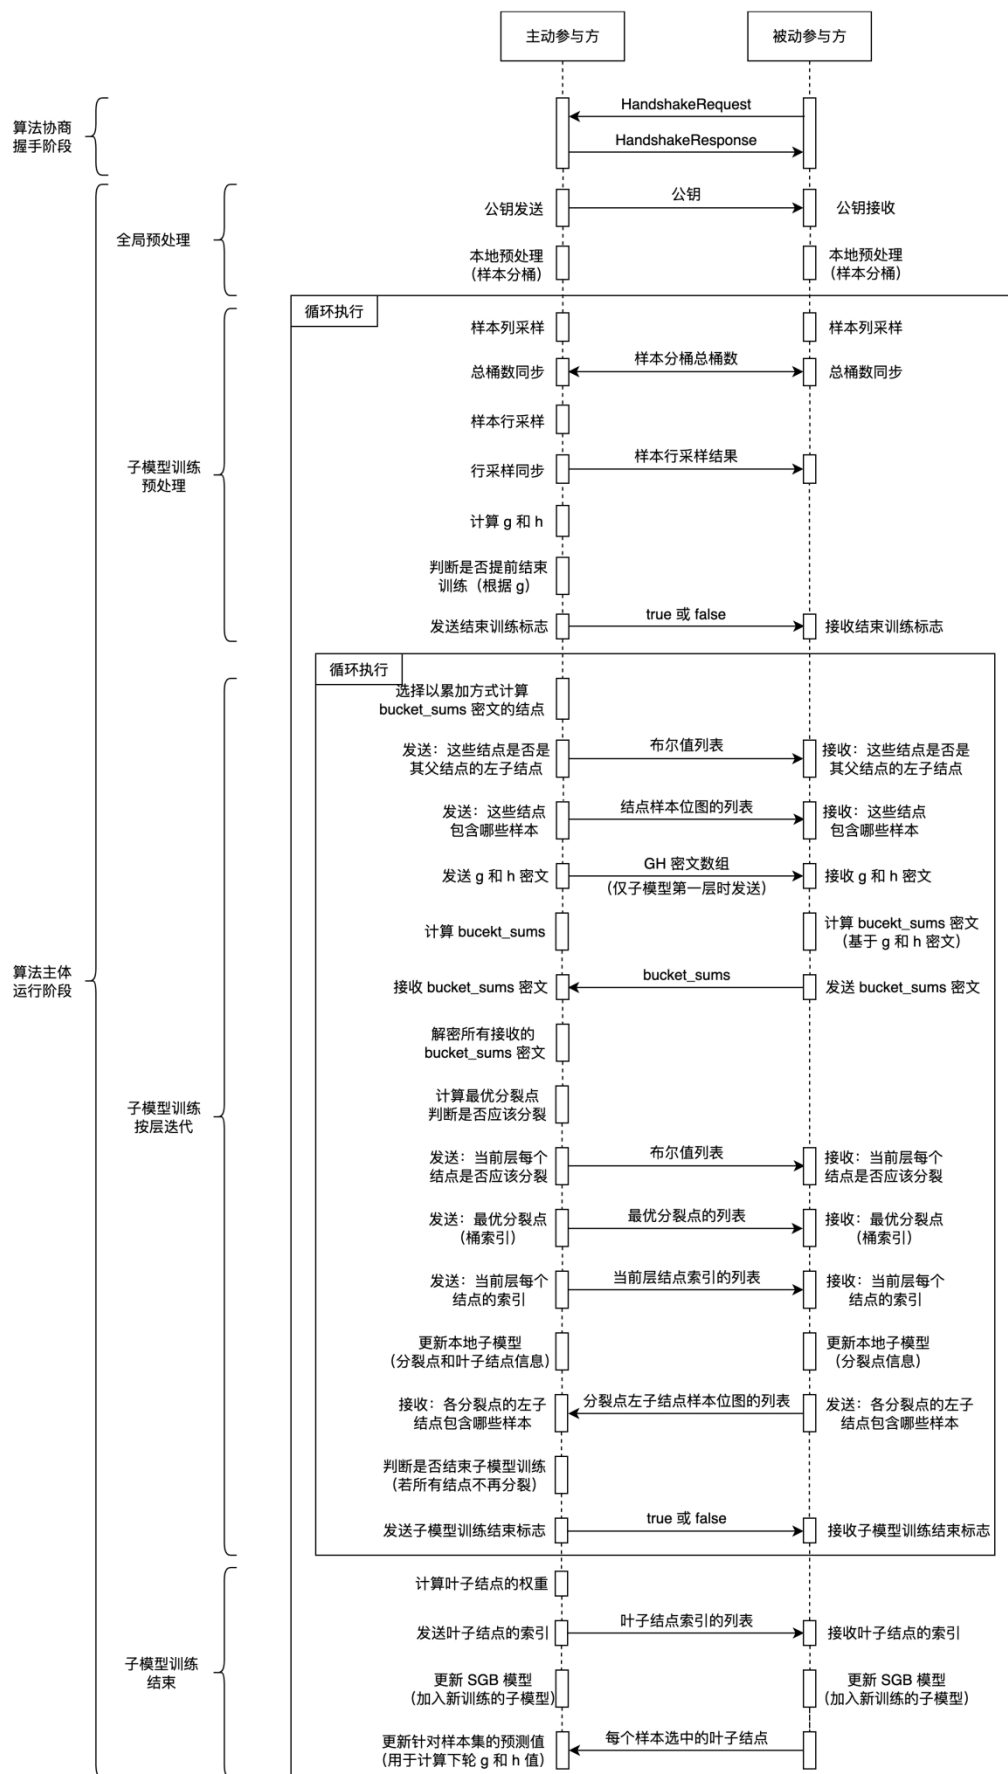 主动参与方
被动参与方
算法协商
握手阶段
HandshakeRequest
HandshakeResponse
全局预处理
公钥发送
公钥
公钥接收
本地预处理
（样本分桶）
本地预处理
（样本分桶）
循环执行
样本列采样
样本列采样
总桶数同步
样本分桶总桶数
总桶数同步
样本行采样
子模型训练
预处理
行采样同步
样本行采样结果
计算 g 和 h
判断是否提前结束
训练（根据 g）
发送结束训练标志
true 或 false
接收结束训练标志
循环执行
选择以累加方式计算
bucket_sums 密文的结点
发送：这些结点是否是
其父结点的左子结点
布尔值列表
接收：这些结点是否是
其父结点的左子结点
发送：这些结点
包含哪些样本
结点样本位图的列表
接收：这些结点
包含哪些样本
发送 g 和 h 密文
GH 密文数组
（仅子模型第一层时发送）
接收 g 和 h 密文
计算 bucekt_sums
计算 bucekt_sums 密文
（基于 g 和 h 密文）
算法主体
运行阶段
接收 bucket_sums 密文
bucket_sums
发送 bucket_sums 密文
解密所有接收的
bucket_sums 密文
子模型训练
按层迭代
计算最优分裂点
判断是否应该分裂
发送：当前层每个
结点是否应该分裂
布尔值列表
接收：当前层每个
结点是否应该分裂
发送：最优分裂点
（桶索引）
最优分裂点的列表
接收：最优分裂点
（桶索引）
发送：当前层每个
结点的索引
当前层结点索引的列表
接收：当前层每个
结点的索引
更新本地子模型
（分裂点和叶子结点信息）
更新本地子模型
（分裂点信息）
接收：各分裂点的左子
结点包含哪些样本
分裂点左子结点样本位图的列表
发送：各分裂点的左子
结点包含哪些样本
判断是否结束子模型训练
（若所有结点不再分裂）
发送子模型训练结束标志
true 或 false
接收子模型训练结束标志
计算叶子结点的权重
发送叶子结点的索引
叶子结点索引的列表
接收叶子结点的索引
子模型训练
结束
更新 SGB 模型
（加入新训练的子模型）
更新 SGB 模型
（加入新训练的子模型）
更新针对样本集的预测值
（用于计算下轮 g 和 h 值）
每个样本选中的叶子结点